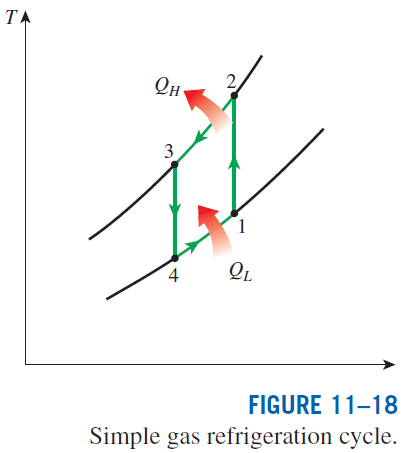 T
2
Q_H
3
1
Q_L
4
FIGURE 11–18
Simple gas refrigeration cycle.